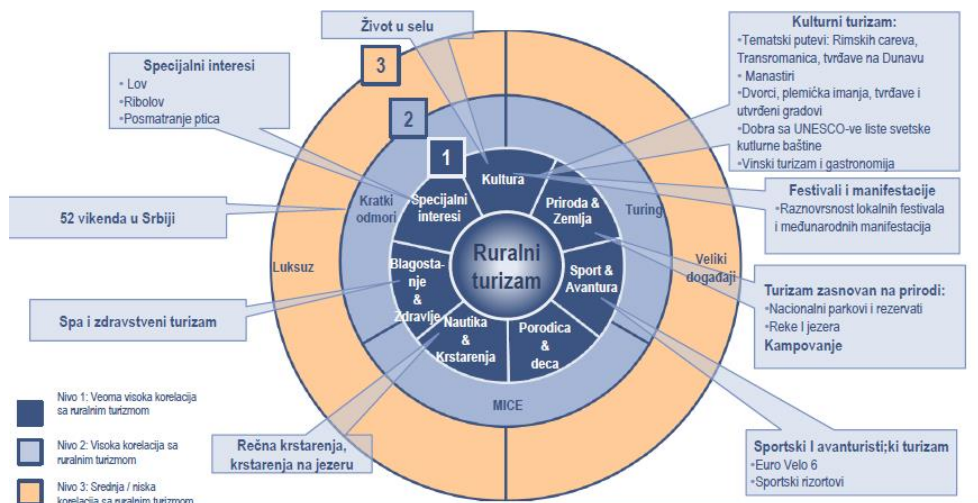 Život u selu
Specijalni interesi
• Lov
• Ribolov
• Posmatranje ptica
52 vikenda u Srbiji
Spa i zdravstveni turizam
Rečna krstarenja,
krstarenja na jezeru
Kulturni turizam:
•Tematski putevi: Rimskih careva,
Transromanica, tvrđave na Dunavu
• Manastiri
•Dvorci, plemička imanja, tvrđave i
utvrđeni gradovi
•Dobra sa UNESCO-ve liste svetske
kutlurne baštine
•Vinski turizam i gastronomija
Festivali i manifestacije
•Raznovrsnost lokalnih festivala
i međunarodnih manifestacija
Turizam zasnovan na prirodi:
•Nacionalni parkovi i rezervati
•Reke I jezera
Kampovanje
Sportski I avanturisti;ki turizam
•Euro Velo 6
•Sportski rizortovi
3
2
1
Luksuz
Veliki
događaji
Kratki
odmori
Turing
MICE
Kultura
Priroda &
Zemlja
Sport &
Avantura
Porodica
&
deca
Nautika
&
Krstarenja
Blagosta-
nje
&
Zdravlje
Specijalni
interesi
Ruralni
turizam
Nivo 1: Veoma visoka korelacija
sa ruralnim turizmom
Nivo 2: Visoka korelacija sa
ruralnim turizmom
Nivo 3: Srednja / niska
korelacija sa ruralnim turizmom